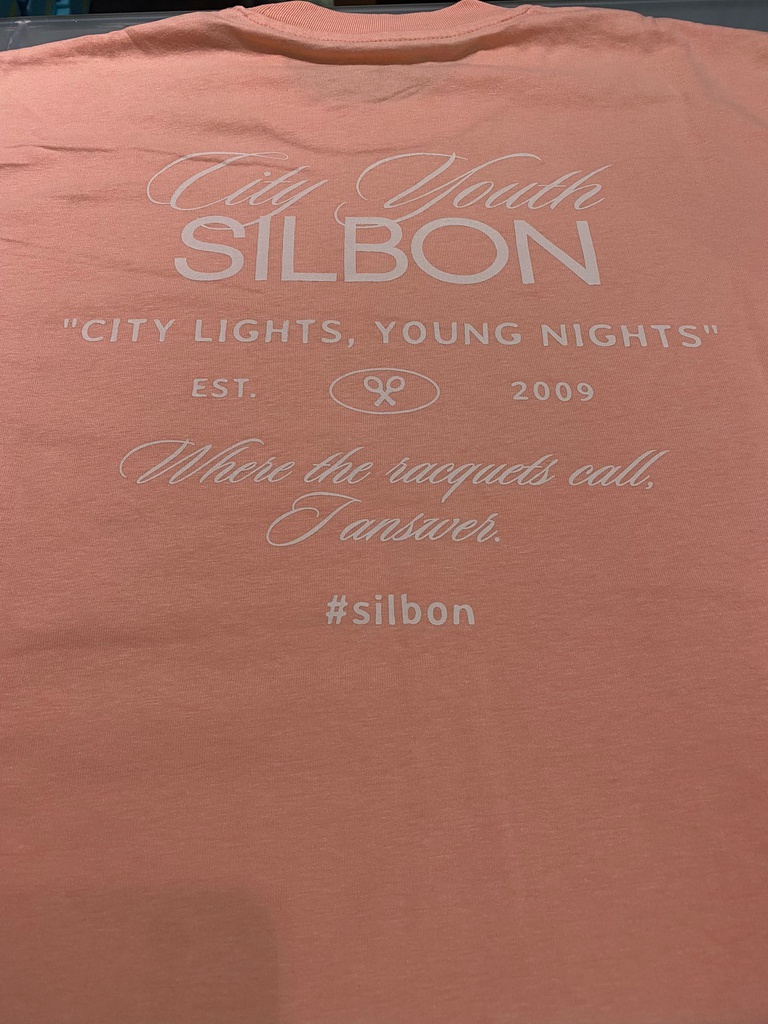 City Youth
SILBON
"CITY LIGHTS, YOUNG NIGHTS"
EST. 2009
Where the racquets call,
I answer.
#silbon